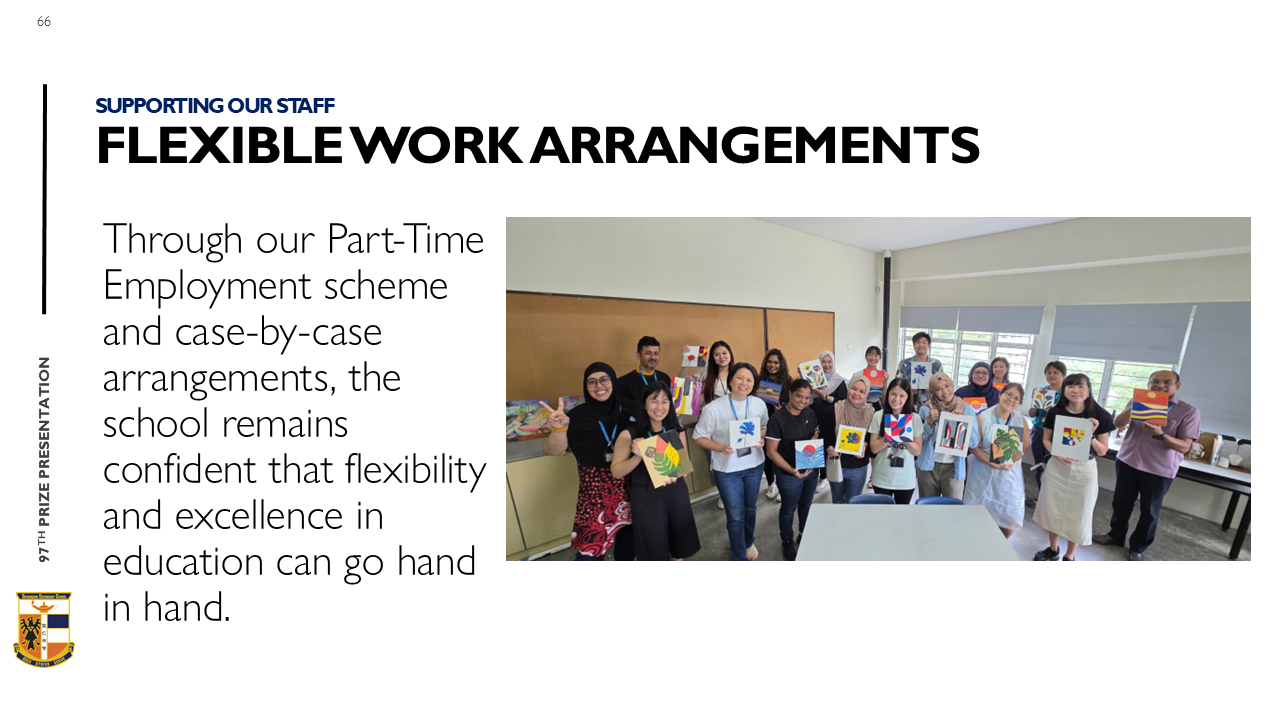 66
SUPPORTING OUR STAFF
FLEXIBLE WORK ARRANGEMENTS
Through our Part-Time
Employment scheme
and case-by-case
arrangements, the
school remains
confident that flexibility
and excellence in
education can go hand
in hand.
97TH PRIZE PRESENTATION